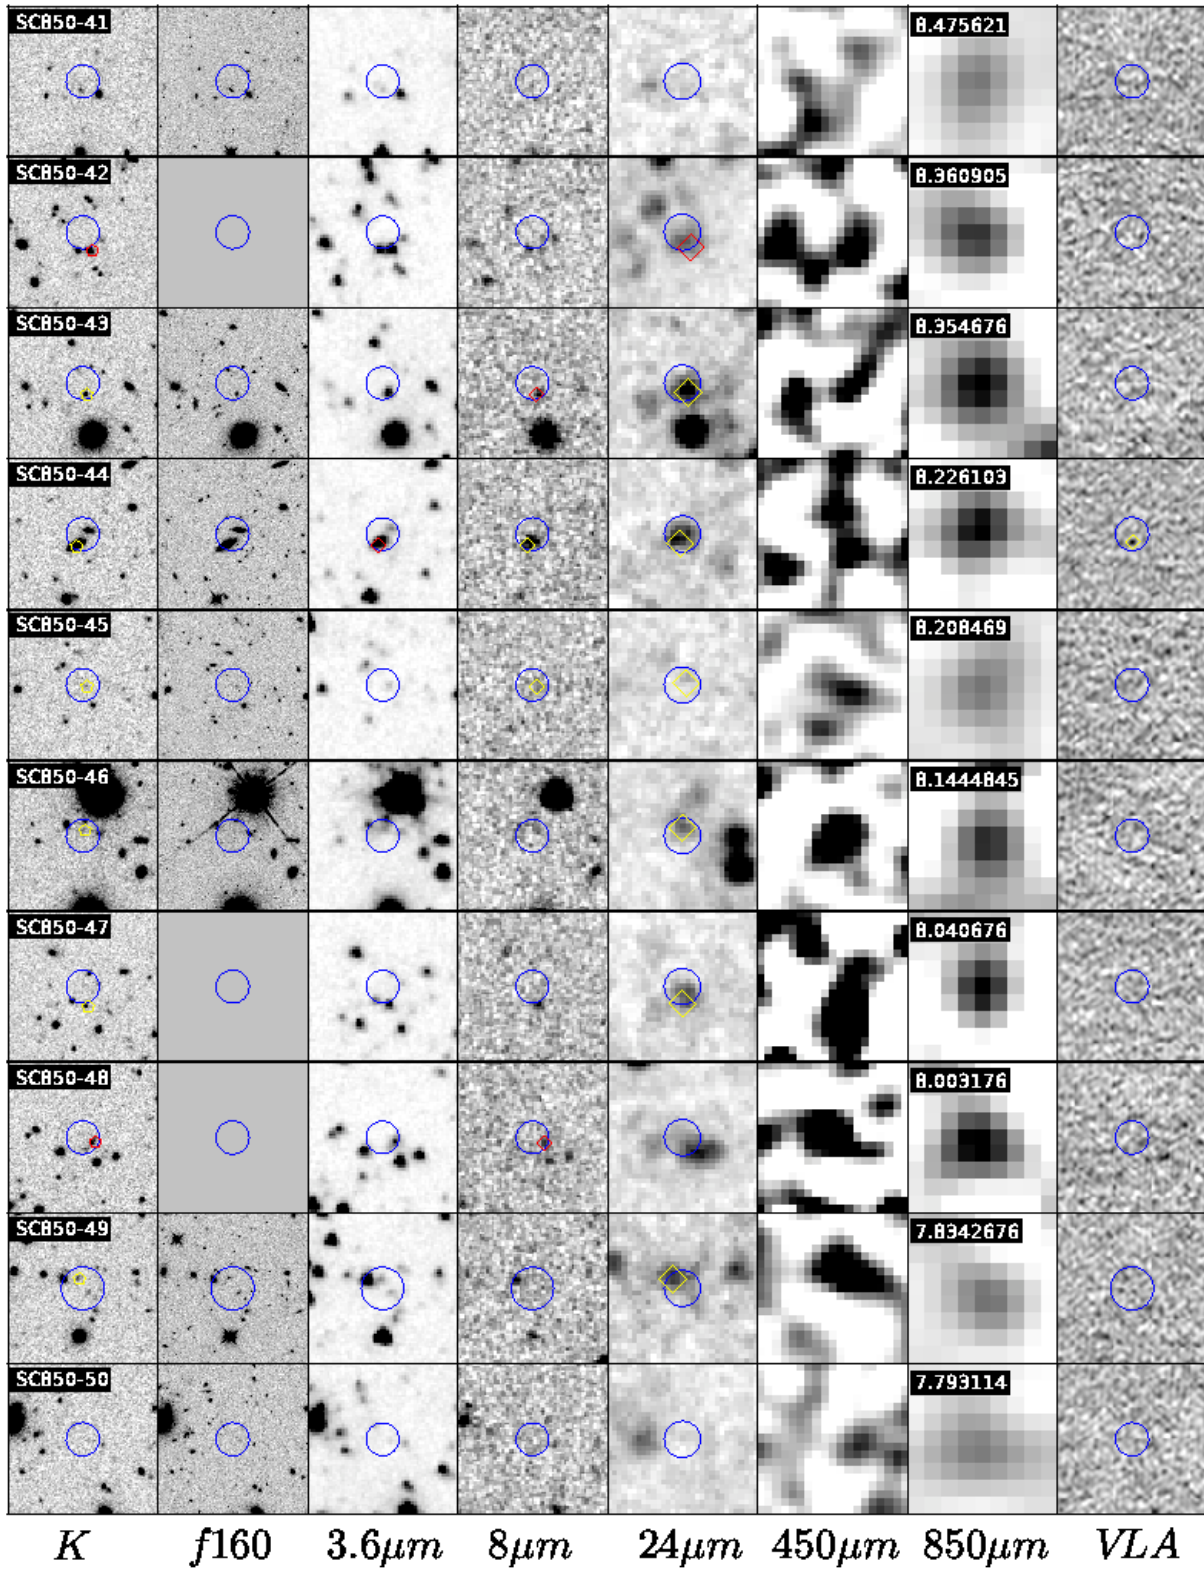 SC850-41 8.475621
SC850-42 8.360905
SC850-43 8.354676
SC850-44 8.226103
SC850-45 8.208469
SC850-46 8.1444845
SC850-47 8.040676
SC850-48 8.003176
SC850-49 7.8342676
SC850-50 7.793114
K f160 3.6μm 8μm 24μm 450μm 850μm VLA